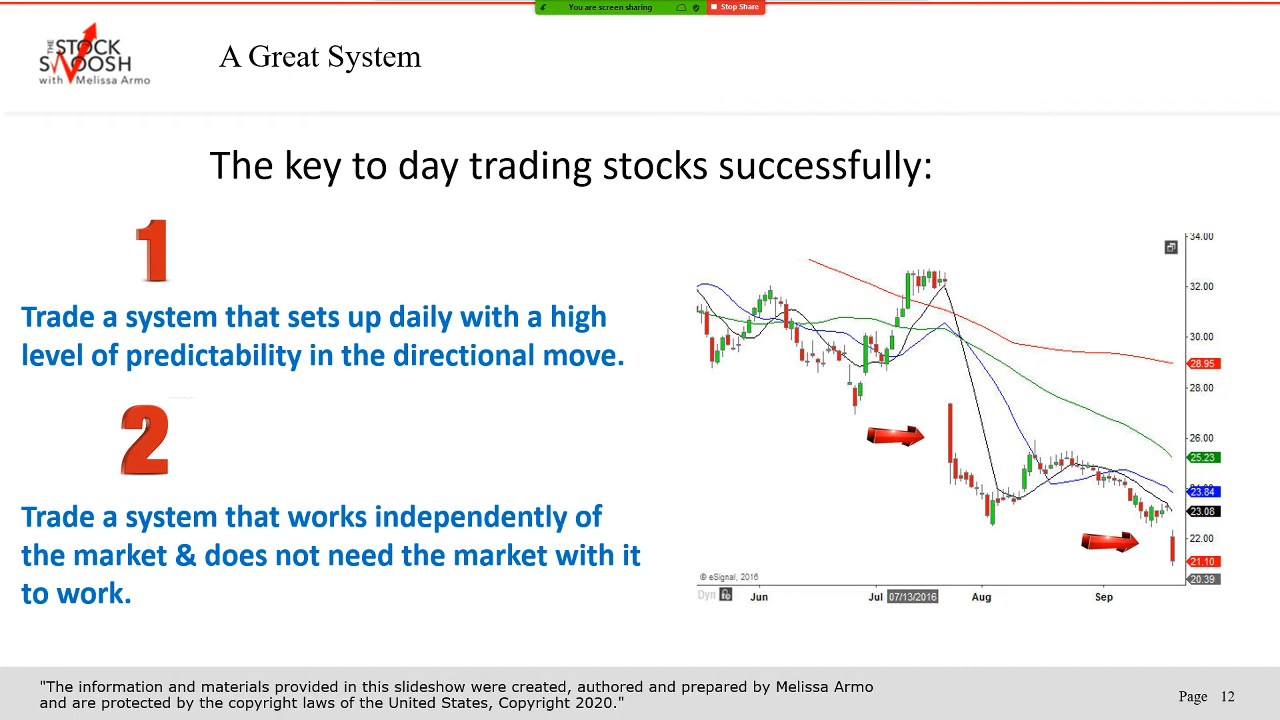 You are screen sharing
Stop Share
THE
STOCK
SWOOSH
with Melissa Armo
A Great System
The key to day trading stocks successfully:
1
Trade a system that sets up daily with a high
level of predictability in the directional move.
2
Trade a system that works independently of
the market & does not need the market with it
to work.
34.00
32.00
30.00
28.95
28.00
26.00
25.23
23.84
23.08
22.00
21.10
20.39
© eSignal, 2016
Dyn
Jun
Jul
07/13/2016
Aug
Sep
"The information and materials provided in this slideshow were created, authored and prepared by Melissa Armo
and are protected by the copyright laws of the United States, Copyright 2020."
Page 12